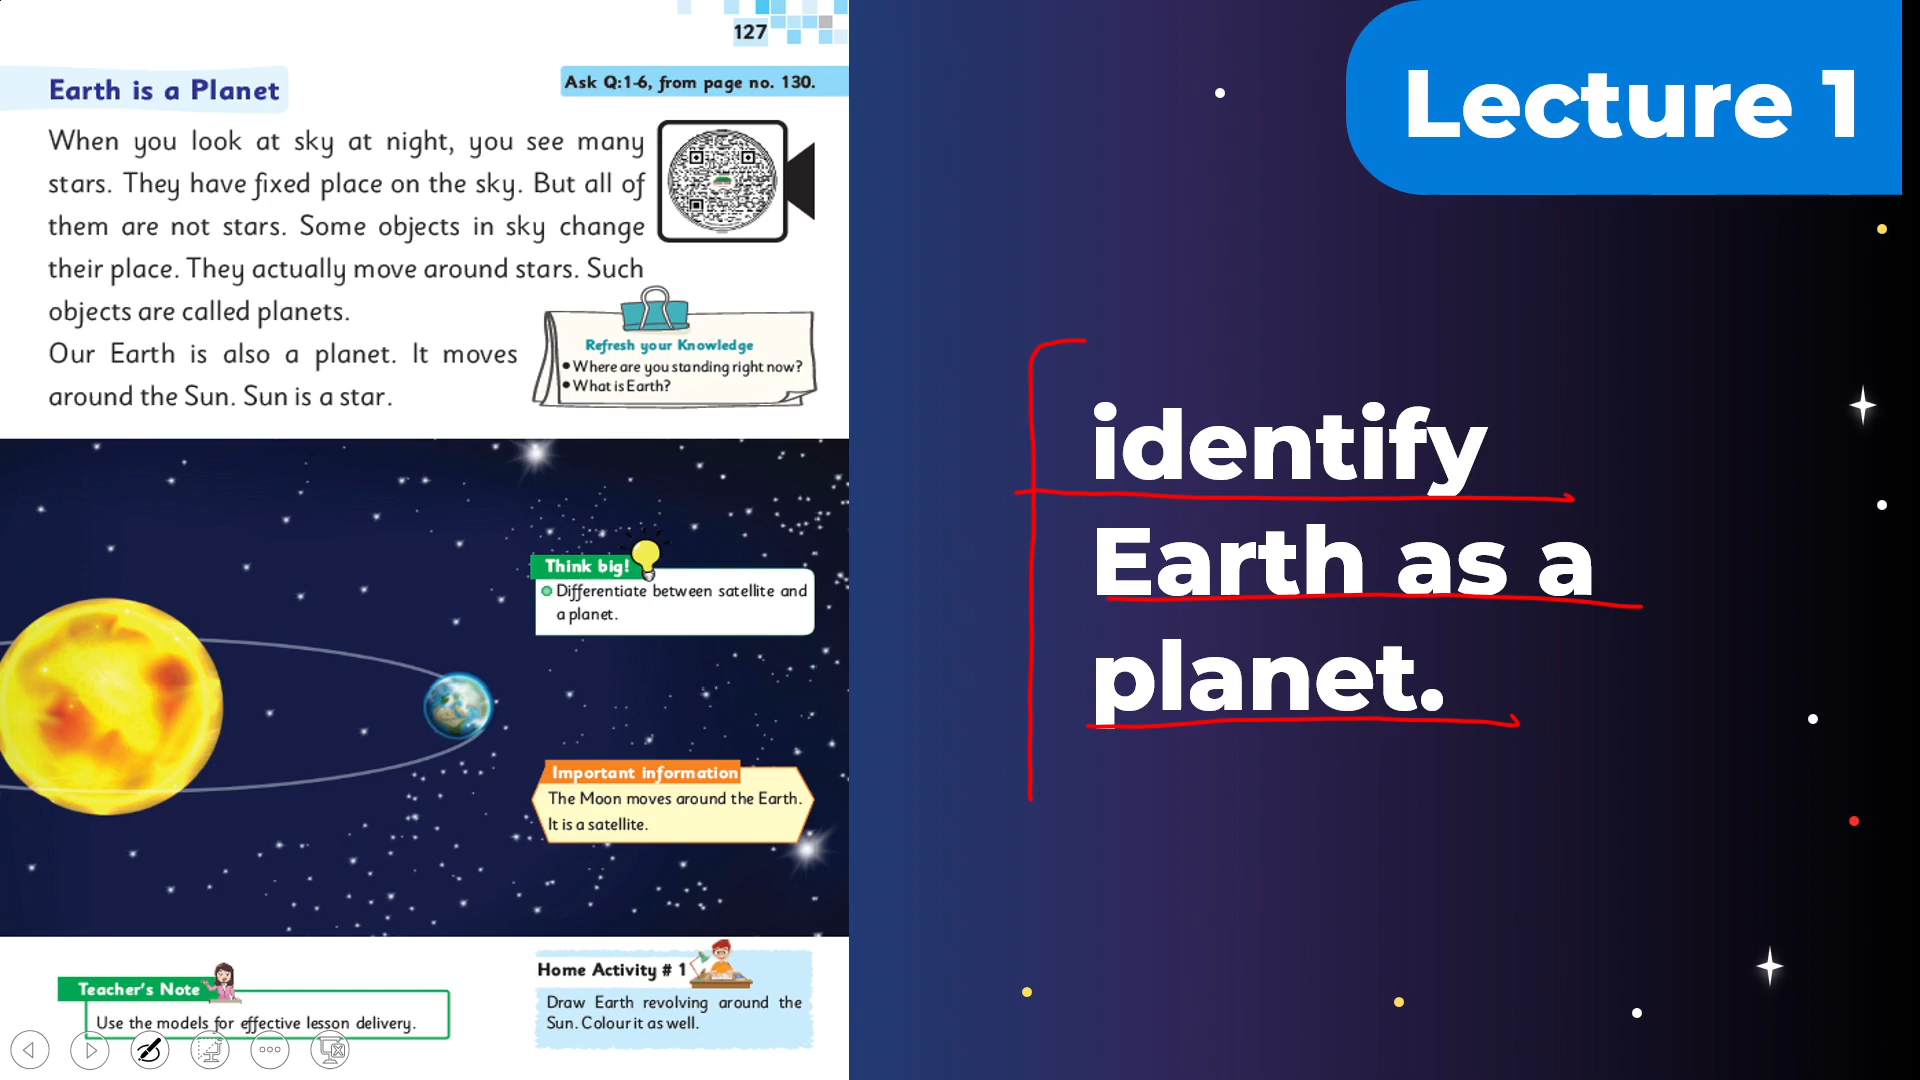 127
Earth is a Planet
Ask Q:1-6, from page no. 130.
When you look at sky at night, you see many
stars. They have fixed place on the sky. But all of
them are not stars. Some objects in sky change
their place. They actually move around stars. Such
objects are called planets.
Our Earth is also a planet. It moves
around the Sun. Sun is a star.
Refresh your Knowledge
• Where are you standing right now?
• What is Earth?
Think big!
Differentiate between satellite and
a planet.
Important information
The Moon moves around the Earth.
It is a satellite.
Teacher's Note
Use the models for effective lesson delivery.
Home Activity # 1
Draw Earth revolving around the
Sun. Colour it as well.
Lecture 1
identify
Earth as a
planet.